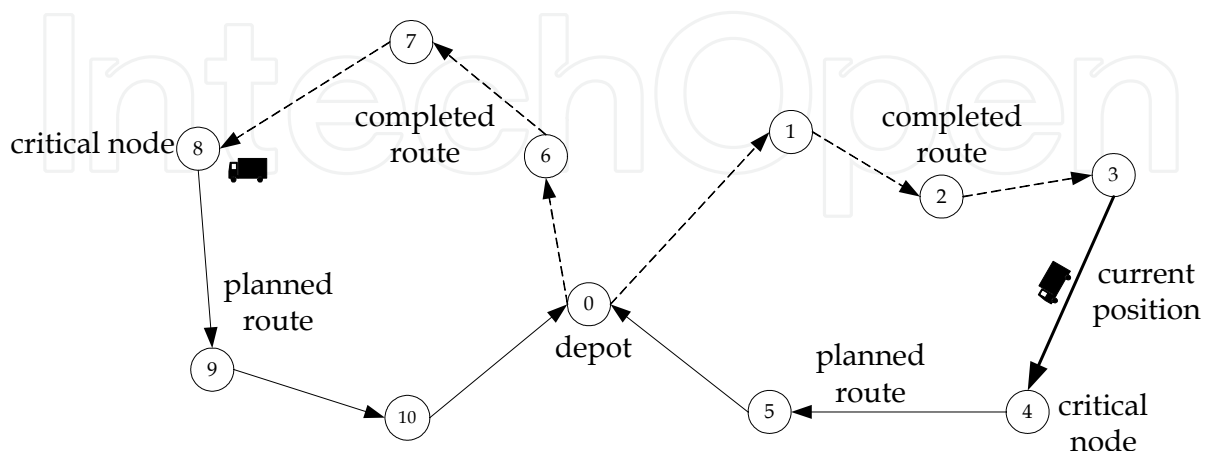 IntechOpen
7
completed
route
critical node
8
6
1
completed
route
2
3
planned
route
0
depot
current
position
9
10
planned
route
5
4
critical
node